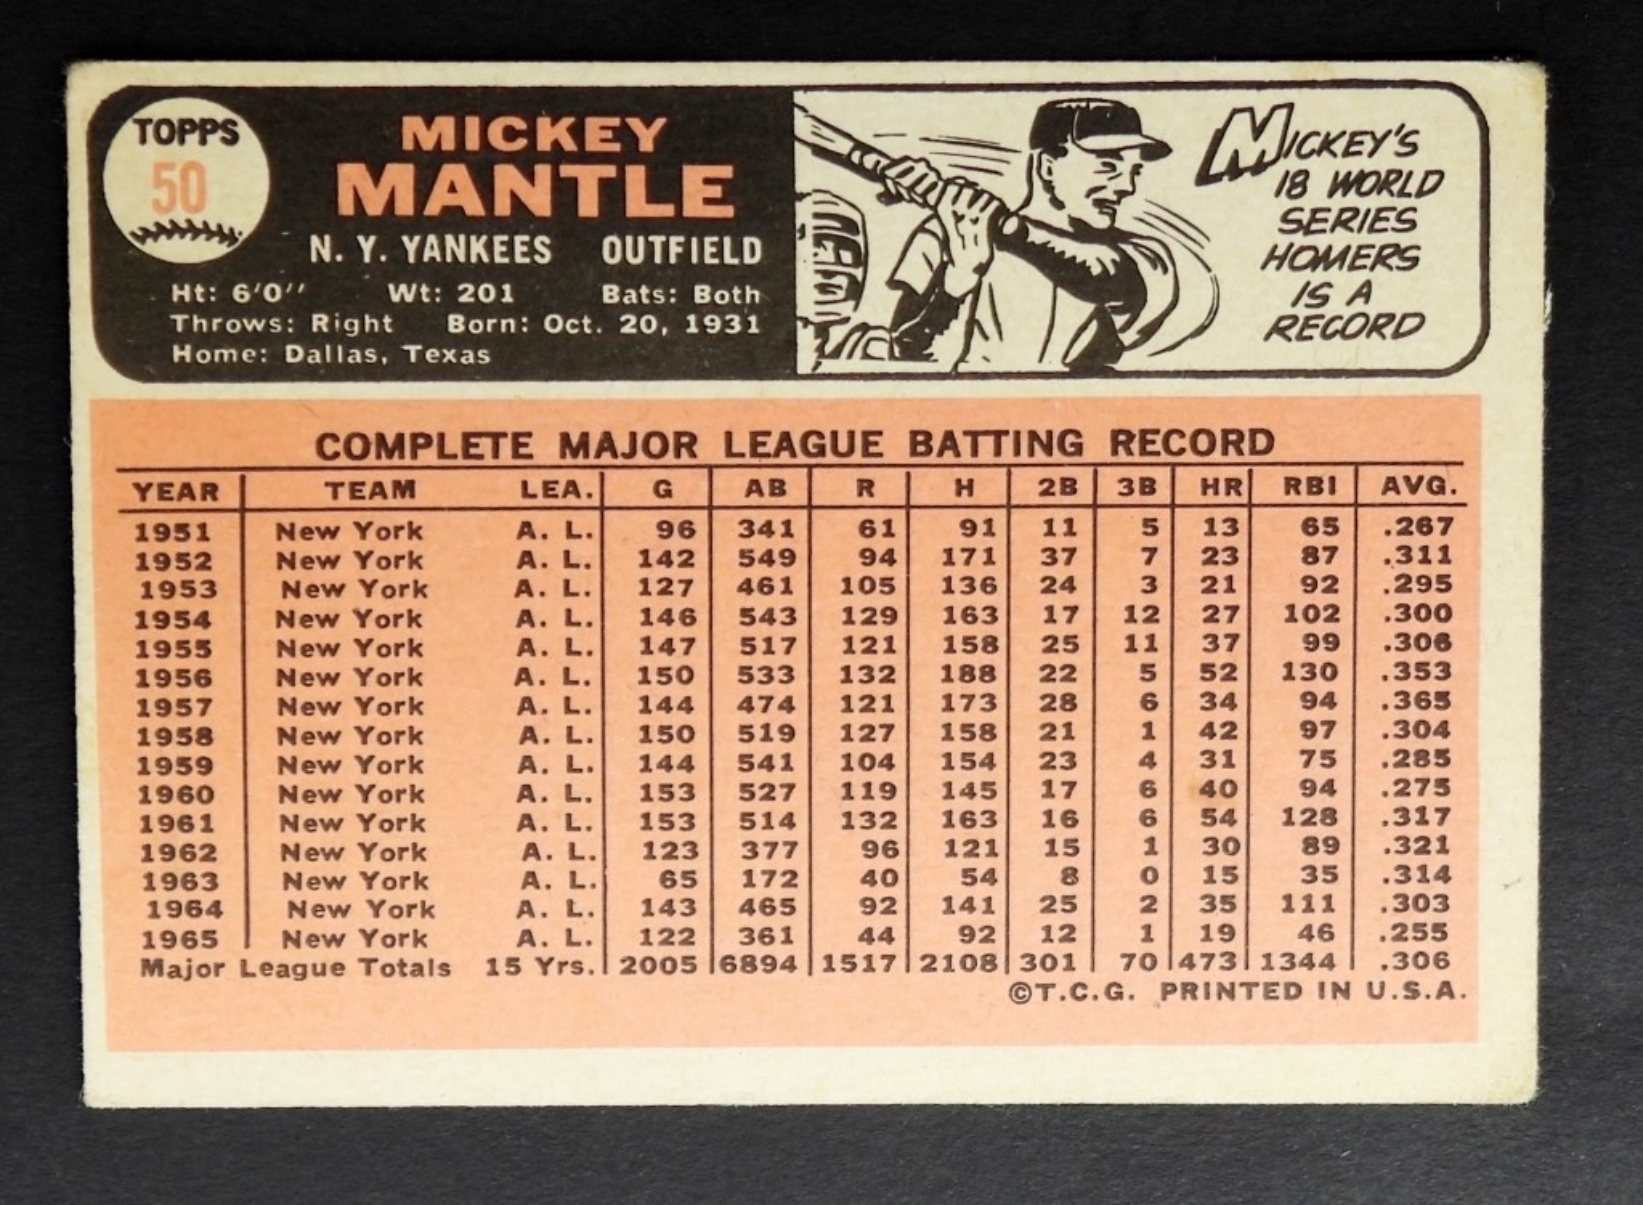 TOPPS
50
MICKEY
MANTLE
N. Y. YANKEES OUTFIELD
Ht: 6'0'' Wt: 201 Bats: Both
Throws: Right Born: Oct. 20, 1931
Home: Dallas, Texas
MICKEY'S
18 WORLD
SERIES
HOMERS
IS A
RECORD
COMPLETE MAJOR LEAGUE BATTING RECORD
YEAR TEAM LEA. G AB R H 2B 3B HR RBI AVG.
1951 New York A. L. 96 341 61 91 11 5 13 65 .267
1952 New York A. L. 142 549 94 171 37 7 23 87 .311
1953 New York A. L. 127 461 105 136 24 3 21 92 .295
1954 New York A. L. 146 543 129 163 17 12 27 102 .300
1955 New York A. L. 147 517 121 158 25 11 37 99 .306
1956 New York A. L. 150 533 132 188 22 5 52 130 .353
1957 New York A. L. 144 474 121 173 28 6 34 94 .365
1958 New York A. L. 150 519 127 158 21 1 42 97 .304
1959 New York A. L. 144 541 104 154 23 4 31 75 .285
1960 New York A. L. 153 527 119 145 17 6 40 94 .275
1961 New York A. L. 153 514 132 163 16 6 54 128 .317
1962 New York A. L. 123 377 96 121 15 1 30 89 .321
1963 New York A. L. 65 172 40 54 8 0 15 35 .314
1964 New York A. L. 143 465 92 141 25 2 35 111 .303
1965 New York A. L. 122 361 44 92 12 1 19 46 .255
Major League Totals 15 Yrs. 2005 6894 1517 2108 301 70 473 1344 .306
©T.C.G. PRINTED IN U.S.A.